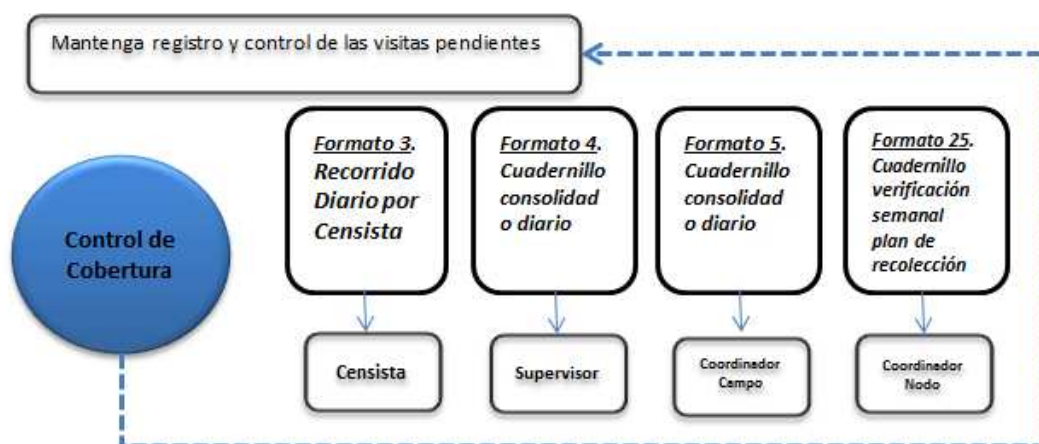 Mantenga registro y control de las visitas pendientes
Control de
Cobertura
Formato 3.
Recorrido
Diario por
Censista
Formato 4.
Cuadernillo
consolidad
o diario
Formato 5.
Cuadernillo
consolidad
o diario
Formato 25.
Cuadernillo
verificación
semanal
plan de
recolección
Censista
Supervisor
Coordinador
Campo
Coordinador
Nodo